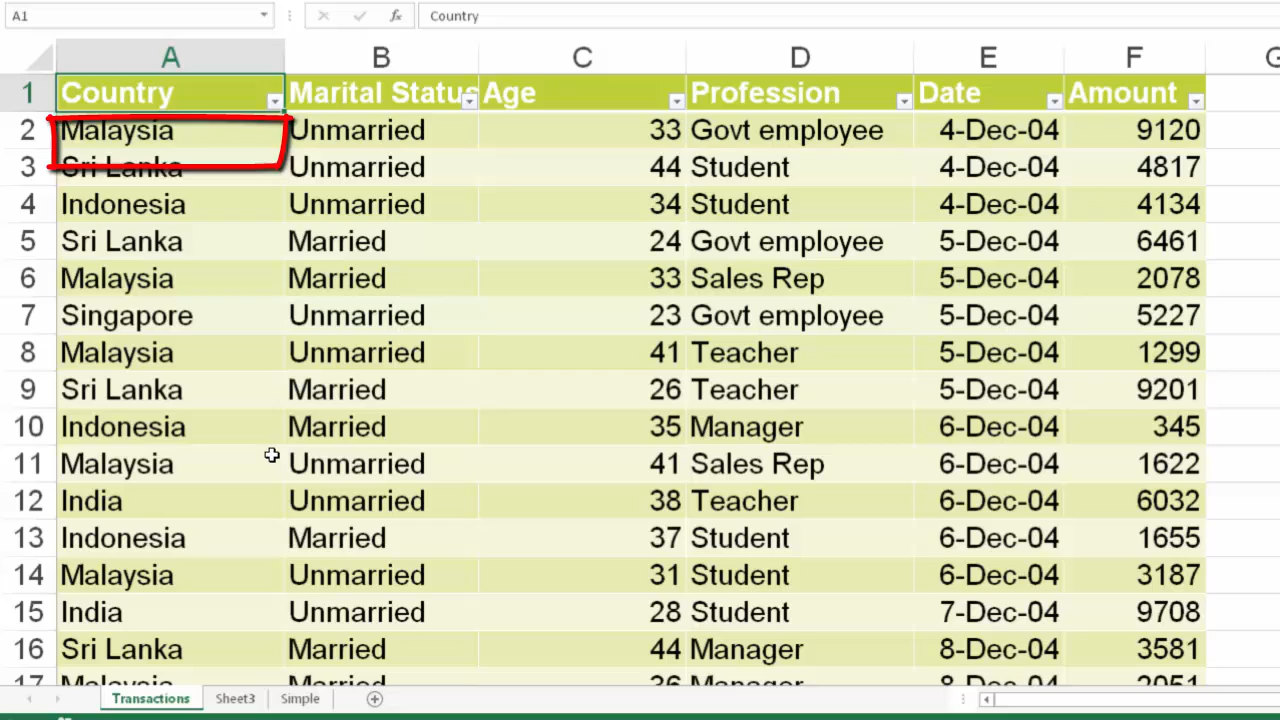 A1 fx Country
A B C D E F G
1 Country Marital Status Age Profession Date Amount
2 Malaysia Unmarried 33 Govt employee 4-Dec-04 9120
3 Sri Lanka Unmarried 44 Student 4-Dec-04 4817
4 Indonesia Unmarried 34 Student 4-Dec-04 4134
5 Sri Lanka Married 24 Govt employee 5-Dec-04 6461
6 Malaysia Married 33 Sales Rep 5-Dec-04 2078
7 Singapore Unmarried 23 Govt employee 5-Dec-04 5227
8 Malaysia Unmarried 41 Teacher 5-Dec-04 1299
9 Sri Lanka Married 26 Teacher 5-Dec-04 9201
10 Indonesia Married 35 Manager 6-Dec-04 345
11 Malaysia Unmarried 41 Sales Rep 6-Dec-04 1622
12 India Unmarried 38 Teacher 6-Dec-04 6032
13 Indonesia Married 37 Student 6-Dec-04 1655
14 Malaysia Unmarried 31 Student 6-Dec-04 3187
15 India Unmarried 28 Student 7-Dec-04 9708
16 Sri Lanka Married 44 Manager 8-Dec-04 3581
17 Malaysia Married 36 Manager 8-Dec-04 2051
Transactions Sheet3 Simple